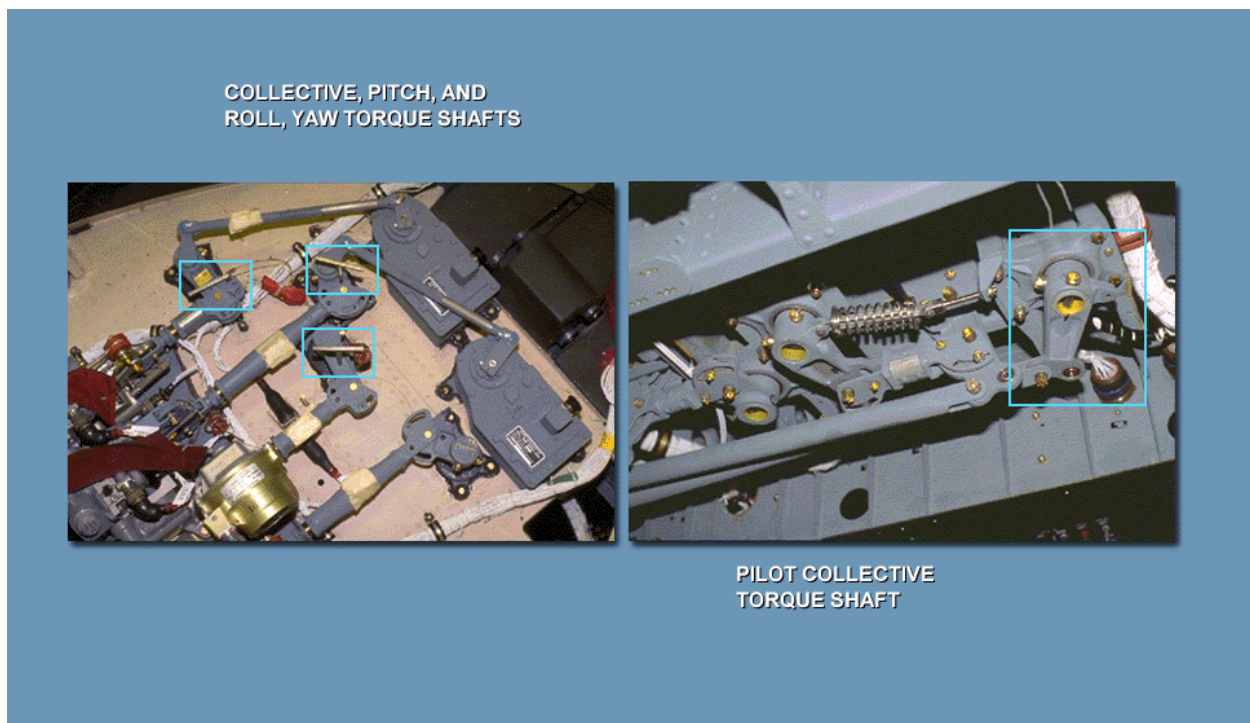 COLLECTIVE, PITCH, AND
ROLL, YAW TORQUE SHAFTS
PILOT COLLECTIVE
TORQUE SHAFT